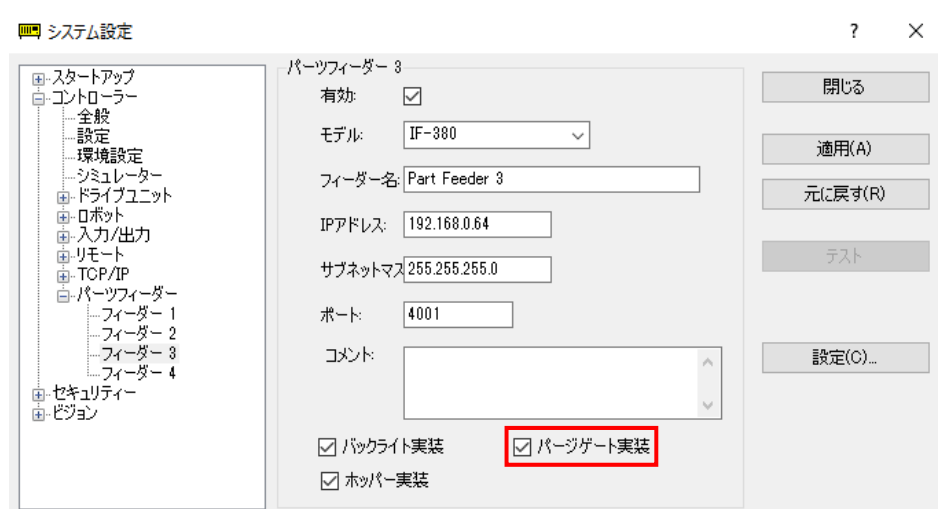 システム設定
?
×
スタートアップ
コントローラー
全般
設定
環境設定
シミュレーター
ドライブユニット
ロボット
入力/出力
リモート
TCP/IP
パーツフィーダー
フィーダー 1
フィーダー 2
フィーダー 3
フィーダー 4
セキュリティー
ビジョン
パーツフィーダー 3
有効:
モデル: IF-380
フィーダー名: Part Feeder 3
IPアドレス: 192.168.0.64
サブネットマス 255.255.255.0
ポート: 4001
コメント:
バックライト実装 パージゲート実装
ホッパー実装
閉じる
適用(A)
元に戻す(R)
テスト
設定(C)...